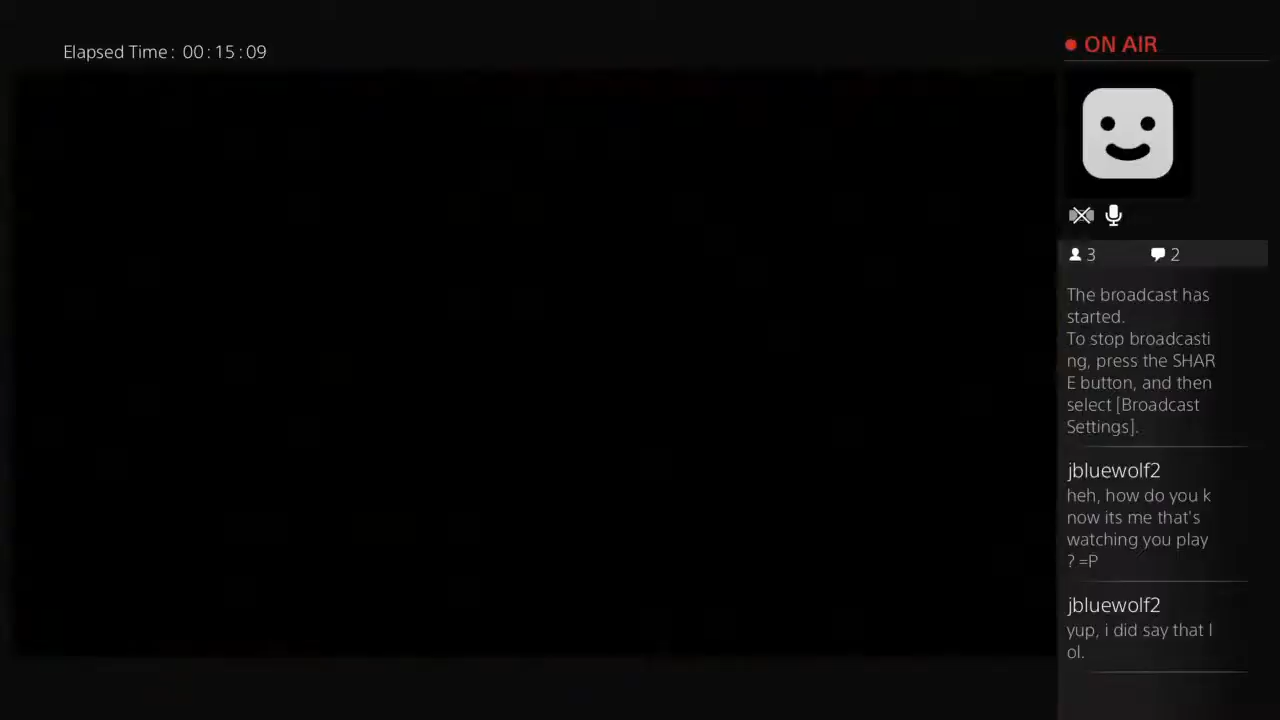 Elapsed Time: 00:15:09
ON AIR
3 2
The broadcast has
started.
To stop broadcasti
ng, press the SHAR
E button, and then
select [Broadcast
Settings].
jbluewolf2
heh, how do you k
now its me that's
watching you play
? =P
jbluewolf2
yup, i did say that l
ol.